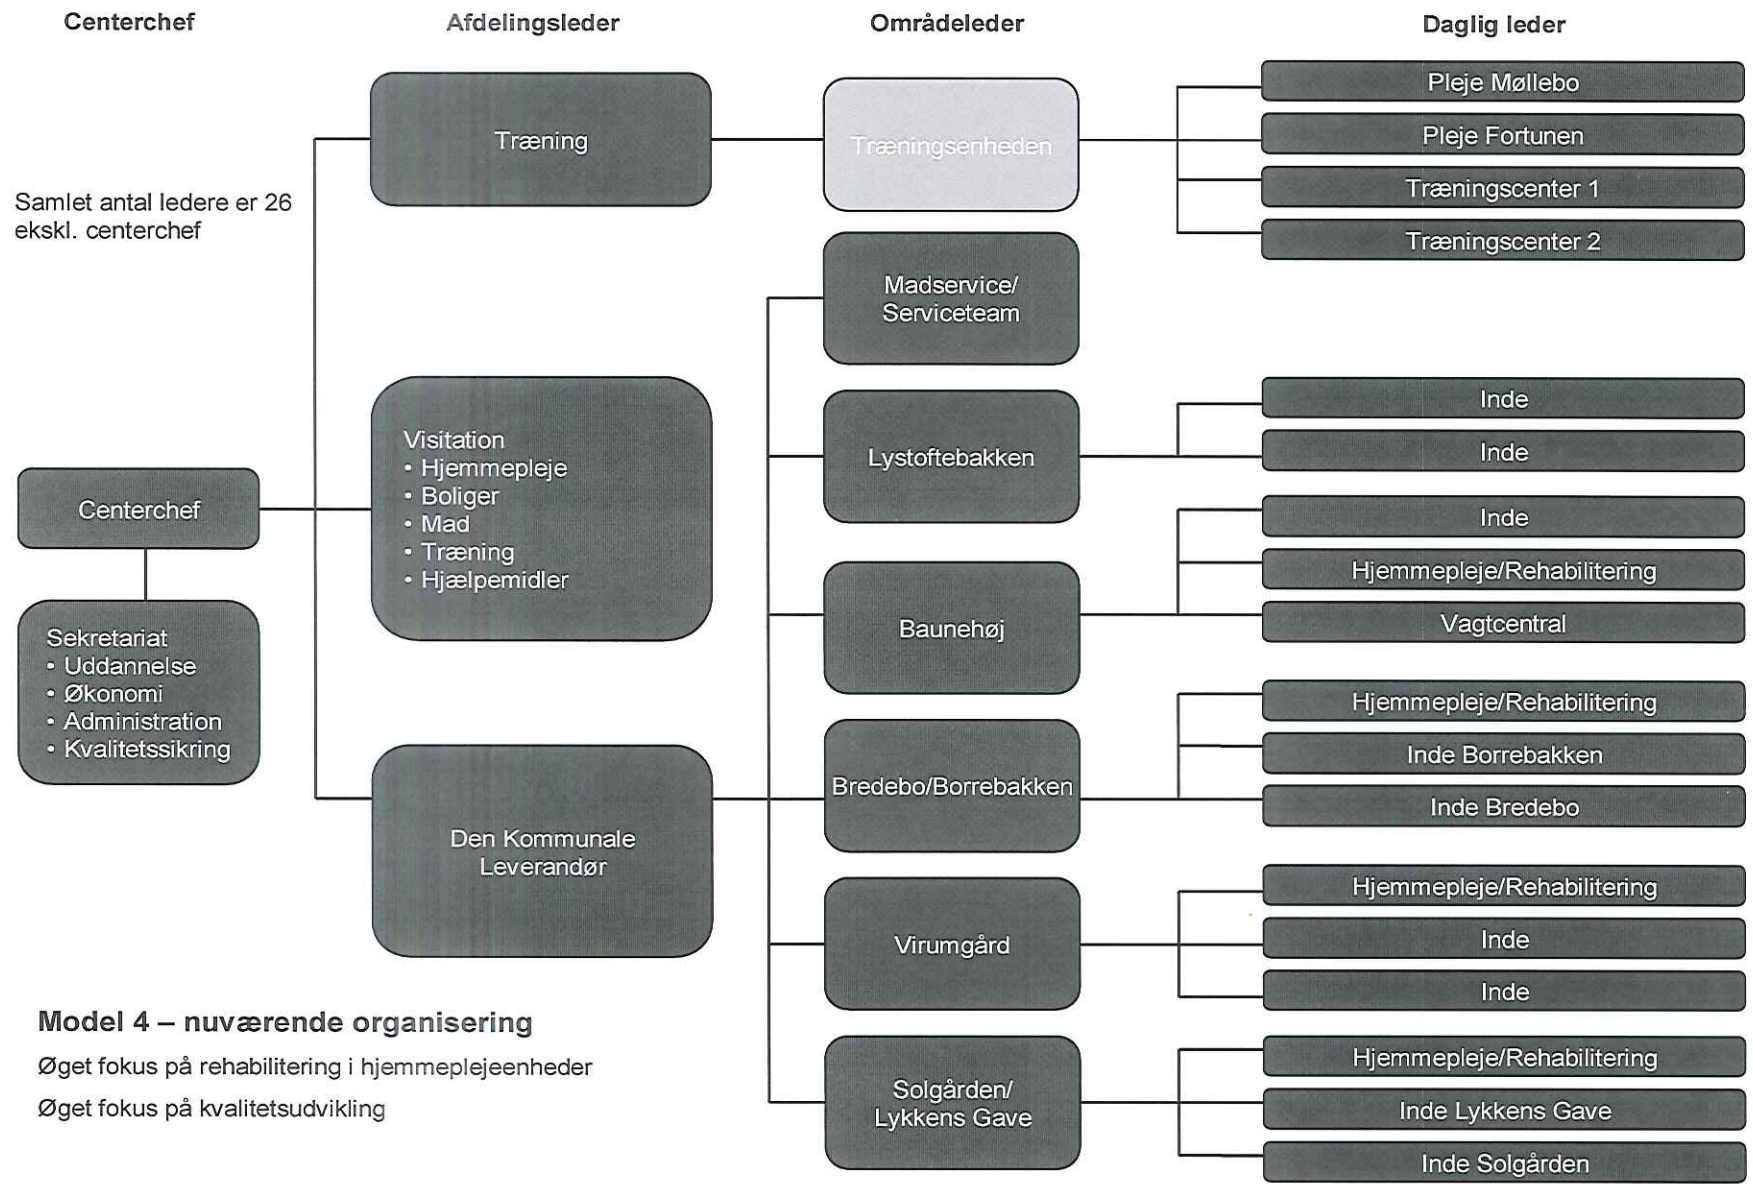 Centerchef
Afdelingsleder
Områdeleder
Daglig leder
Samlet antal ledere er 26
ekskl. centerchef
Centerchef
Sekretariat
• Uddannelse
• Økonomi
• Administration
• Kvalitetssikring
Træning
Visitation
• Hjemmepleje
• Boliger
• Mad
• Træning
• Hjælpemidler
Den Kommunale
Leverandør
Træningsenheden
Madservice/
Serviceteam
Lystoftebakken
Baunehøj
Bredebo/Borrebakken
Virumgård
Solgården/
Lykkens Gave
Pleje Møllebo
Pleje Fortunen
Træningscenter 1
Træningscenter 2
Inde
Inde
Inde
Hjemmepleje/Rehabilitering
Vagtcentral
Hjemmepleje/Rehabilitering
Inde Borrebakken
Inde Bredebo
Hjemmepleje/Rehabilitering
Inde
Inde
Hjemmepleje/Rehabilitering
Inde Lykkens Gave
Inde Solgården
Model 4 – nuværende organisering
Øget fokus på rehabilitering i hjemmeplejeenheder
Øget fokus på kvalitetsudvikling